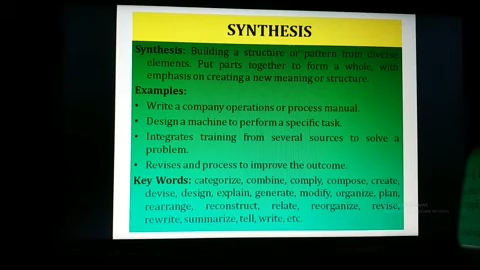 SYNTHESIS
Synthesis: Building a structure or pattern from diverse
elements. Put parts together to form a whole, with
emphasis on creating a new meaning or structure.
Examples:
• Write a company operations or process manual.
• Design a machine to perform a specific task.
• Integrates training from several sources to solve a
problem.
• Revises and process to improve the outcome.
Key Words: categorize, combine, comply, compose, create,
devise, design, explain, generate, modify, organize, plan,
rearrange, reconstruct, relate, reorganize, revise,
rewrite, summarize, tell, write, etc.